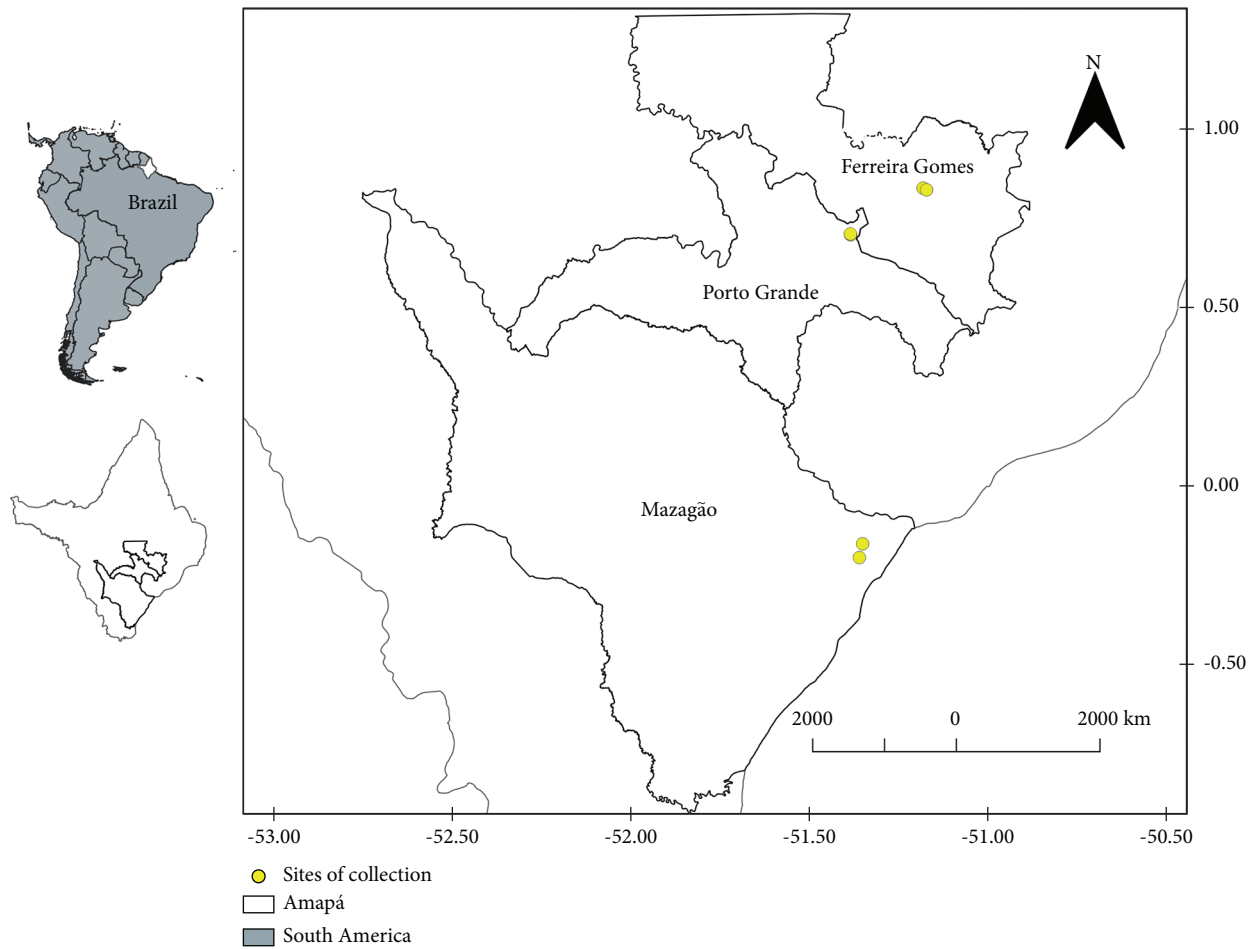 N
1.00
Ferreira Gomes
Brazil
Porto Grande
0.50
0.00
Mazagão
-0.50
2000 0 2000 km
-53.00 -52.50 -52.00 -51.50 -51.00 -50.50
Sites of collection
Amapá
South America